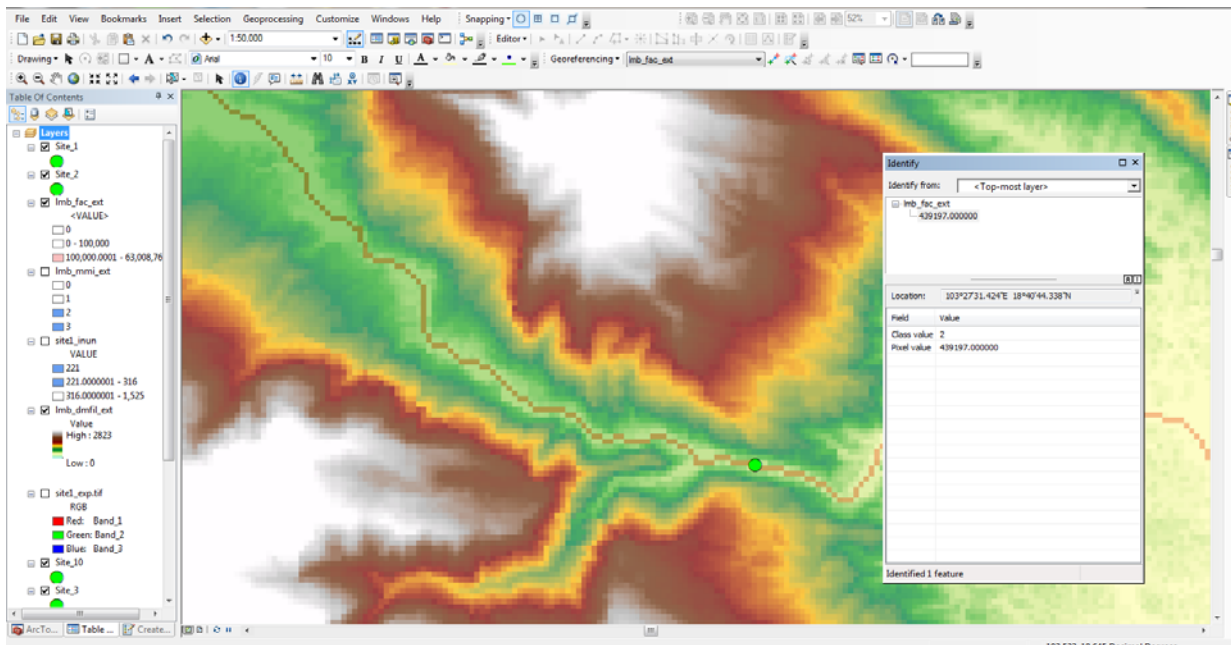 File Edit View Bookmarks Insert Selection Geoprocessing Customize Windows Help Snapping 52%
1:50,000 Editor
Drawing Arial 10 B I U A Georeferencing lmb_fac_ext
Table Of Contents
Layers
Site_1
Site_2
lmb_fac_ext
<VALUE>
0
0 - 100,000
100,000.0001 - 63,008,76
lmb_mmi_ext
0
1
2
3
site1_inun
VALUE
221
221.0000001 - 316
316.0000001 - 1,525
lmb_dmfil_ext
Value
High : 2823
Low : 0
site1_exp.tif
RGB
Red: Band_1
Green: Band_2
Blue: Band_3
Site_10
Site_3
ArcTo... Table ... Create...
Identify
Identify from: <Top-most layer>
lmb_fac_ext
439197.000000
Location: 103°27'31.424"E 18°40'44.338"N
Field Value
Class value 2
Pixel value 439197.000000
Identified 1 feature